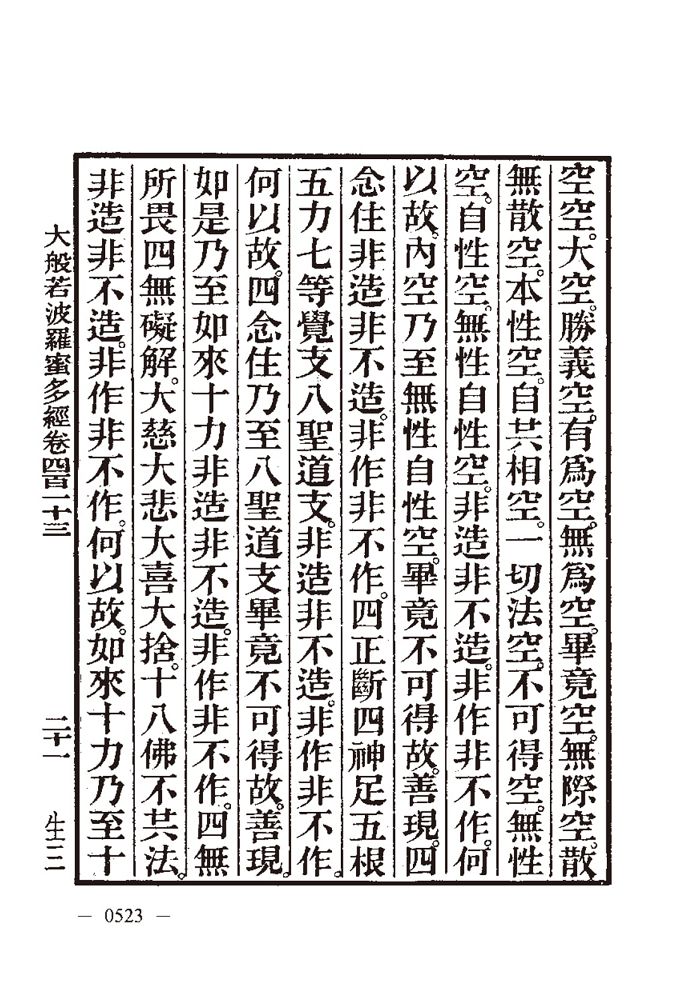 空空。大空。勝義空。有爲空。無爲空。畢竟空。無際空。散
無散空。本性空。自共相空。一切法空。不可得空。無性
空。自性空。無性自性空。非造非不造。非作非不作。何
以故。內空乃至無性自性空。畢竟不可得故。善現。四
念住非造非不造。非作非不作。四正斷四神足五根
五力七等覺支八聖道支。非造非不造。非作非不作。
何以故。四念住乃至八聖道支畢竟不可得故。善現。
如是乃至如來十力非造非不造。非作非不作。四無
所畏四無礙解。大慈大悲大喜大捨。十八佛不共法。
非造非不造。非作非不作。何以故。如來十力乃至十
大般若波羅蜜多經卷四百二十三 二十一 生三
— 0523 —